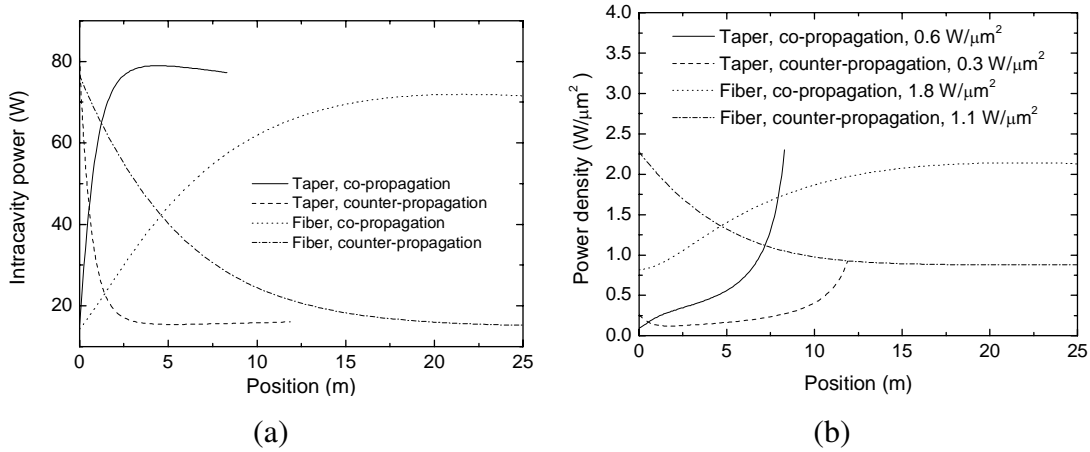 80
60
40
20
0
5
10
15
20
25
Intracavity power (W)
Position (m)
Taper, co-propagation
Taper, counter-propagation
Fiber, co-propagation
Fiber, counter-propagation
(a)
4.0
3.5
3.0
2.5
2.0
1.5
1.0
0.5
0.0
0
5
10
15
20
25
Power density (W/μm²)
Position (m)
Taper, co-propagation, 0.6 W/μm²
Taper, counter-propagation, 0.3 W/μm²
Fiber, co-propagation, 1.8 W/μm²
Fiber, counter-propagation, 1.1 W/μm²
(b)